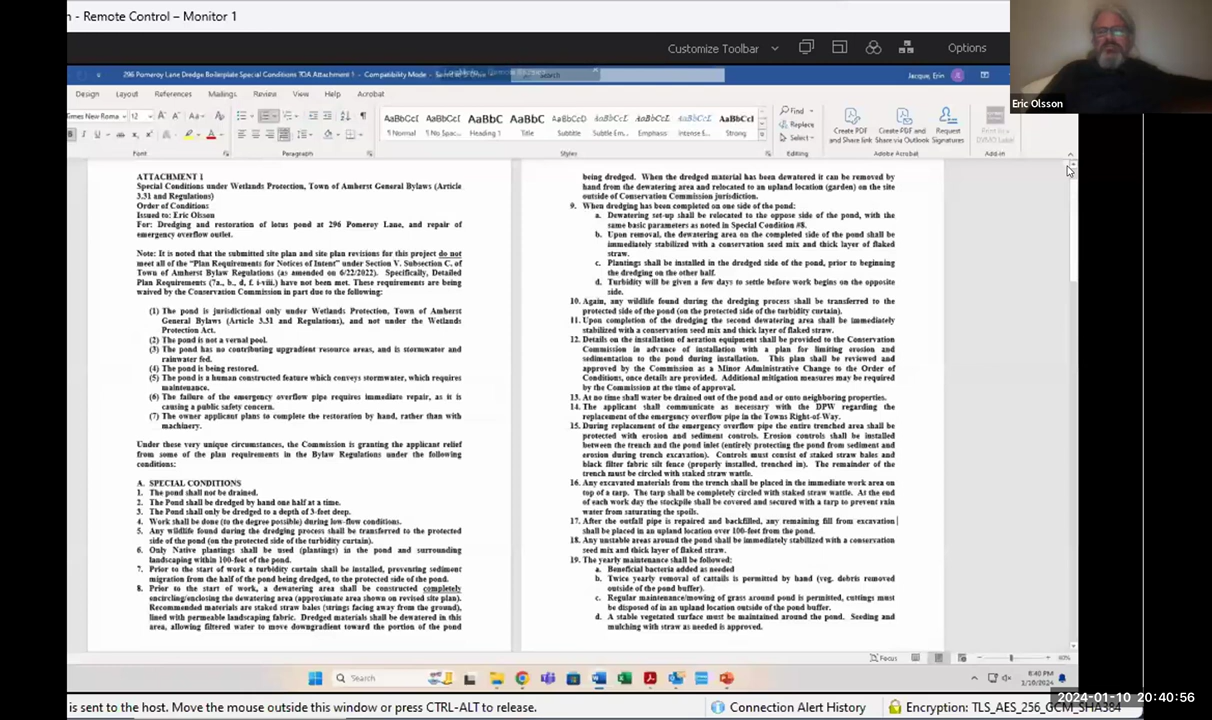 - Remote Control – Monitor 1
Customize Toolbar
Options
Eric Olsson
296 Pomeroy Lane Dredge Boilerplate Special Conditions TOA Attachment 1 - Compatibility Mode -
Jacque, Erin
Design Layout References Mailings Review View Help Acrobat
Times New Roma 12
AaBbCcI AaBbCcI AaBbC AaBbC AaBbCcI AaBbCcI AaBbCcI AaBbCcI
Normal No Spac... Heading 1 Title Subtitle Subtle Em... Emphasis Intense E... Strong
Find
Replace
Select
Create PDF and Share link
Create PDF and Share via Outlook
Request Signatures
Font Paragraph Styles Editing Adobe Acrobat Add-in
ATTACHMENT 1
Special Conditions under Wetlands Protection, Town of Amherst General Bylaws (Article
3.31 and Regulations)
Order of Conditions
Issued to: Eric Olsson
For: Dredging and restoration of lotus pond at 296 Pomeroy Lane, and repair of
emergency overflow outlet.
Note: It is noted that the submitted site plan and site plan revisions for this project do not
meet all of the "Plan Requirements for Notices of Intent" under Section V. Subsection C. of
Town of Amherst Bylaw Regulations (as amended on 6/22/2022). Specifically, Detailed
Plan Requirements (7a., b., d, f. i-viii.) have not been met. These requirements are being
waived by the Conservation Commission in part due to the following:
(1) The pond is jurisdictional only under Wetlands Protection, Town of Amherst
General Bylaws (Article 3.31 and Regulations), and not under the Wetlands
Protection Act.
(2) The pond is not a vernal pool.
(3) The pond has no contributing upgradient resource areas, and is stormwater and
rainwater fed.
(4) The pond is being restored.
(5) The pond is a human constructed feature which conveys stormwater, which requires
maintenance.
(6) The failure of the emergency overflow pipe requires immediate repair, as it is
causing a public safety concern.
(7) The owner applicant plans to complete the restoration by hand, rather than with
machinery.
Under these very unique circumstances, the Commission is granting the applicant relief
from some of the plan requirements in the Bylaw Regulations under the following
conditions:
A. SPECIAL CONDITIONS
1. The Pond shall not be drained.
2. The Pond shall be dredged by hand one half at a time.
3. The Pond shall only be dredged to a depth of 3-feet deep.
4. Work shall be done (to the degree possible) during low-flow conditions.
5. Any wildlife found during the dredging process shall be transferred to the protected
side of the pond (on the protected side of the turbidity curtain).
6. Only Native plantings shall be used (plantings) in the pond and surrounding
landscaping within 100-feet of the pond.
7. Prior to the start of work a turbidity curtain shall be installed, preventing sediment
migration from the half of the pond being dredged, to the protected side of the pond.
8. Prior to the start of work, a dewatering area shall be constructed completely
encircling/enclosing the dewatering area (approximate area shown on revised site plan).
Recommended materials are staked straw bales (strings facing away from the ground),
lined with permeable landscaping fabric. Dredged materials shall be dewatered in this
area, allowing filtered water to move downgradient toward the portion of the pond
being dredged. When the dredged material has been dewatered it can be removed by
hand from the dewatering area and relocated to an upland location (garden) on the site
outside of Conservation Commission jurisdiction.
9. When dredging has been completed on one side of the pond:
a. Dewatering set-up shall be relocated to the oppose side of the pond, with the
same basic parameters as noted in Special Condition #8.
b. Upon removal, the dewatering area on the completed side of the pond shall be
immediately stabilized with a conservation seed mix and thick layer of flaked
straw.
c. Plantings shall be installed in the dredged side of the pond, prior to beginning
the dredging on the other half.
d. Turbidity will be given a few days to settle before work begins on the opposite
side.
10. Again, any wildlife found during the dredging process shall be transferred to the
protected side of the pond (on the protected side of the turbidity curtain).
11. Upon completion of the dredging the second dewatering area shall be immediately
stabilized with a conservation seed mix and thick layer of flaked straw.
12. Details on the installation of aeration equipment shall be provided to the Conservation
Commission in advance of installation with a plan for limiting erosion and
sedimentation to the pond during installation. This plan shall be reviewed and
approved by the Commission as a Minor Administrative Change to the Order of
Conditions, once details are provided. Additional mitigation measures may be required
by the Commission at the time of approval.
13. At no time shall water be drained out of the pond and or onto neighboring properties.
14. The applicant shall communicate as necessary with the DPW regarding the
replacement of the emergency overflow pipe in the Towns Right-of-Way.
15. During replacement of the emergency overflow pipe the entire trenched area shall be
protected with erosion and sediment controls. Erosion controls shall be installed
between the trench and the pond inlet (entirely protecting the pond from sediment and
erosion during trench excavation). Controls must consist of staked straw bales and
black filter fabric silt fence (properly installed, trenched in). The remainder of the
trench must be circled with staked straw wattle.
16. Any excavated materials from the trench shall be placed in the immediate work area on
top of a tarp. The tarp shall be completely circled with staked straw wattle. At the end
of each work day the stockpile shall be covered and secured with a tarp to prevent rain
water from saturating the spoils.
17. After the outfall pipe is repaired and backfilled, any remaining fill from excavation
shall be placed in an upland location over 100-feet from the pond.
18. Any unstable areas around the pond shall be immediately stabilized with a conservation
seed mix and thick layer of flaked straw.
19. The yearly maintenance shall be followed:
a. Beneficial bacteria added as needed
b. Twice yearly removal of cattails is permitted by hand (veg. debris removed
outside of the pond buffer).
c. Regular maintenance/mowing of grass around pond is permitted, cuttings must
be disposed of in an upland location outside of the pond buffer.
d. A stable vegetated surface must be maintained around the pond. Seeding and
mulching with straw as needed is approved.
Focus
60%
Search
8:40 PM
1/10/2024
2024-01-10 20:40:56
is sent to the host. Move the mouse outside this window or press CTRL-ALT to release.
Connection Alert History
Encryption: TLS_AES_256_GCM_SHA384